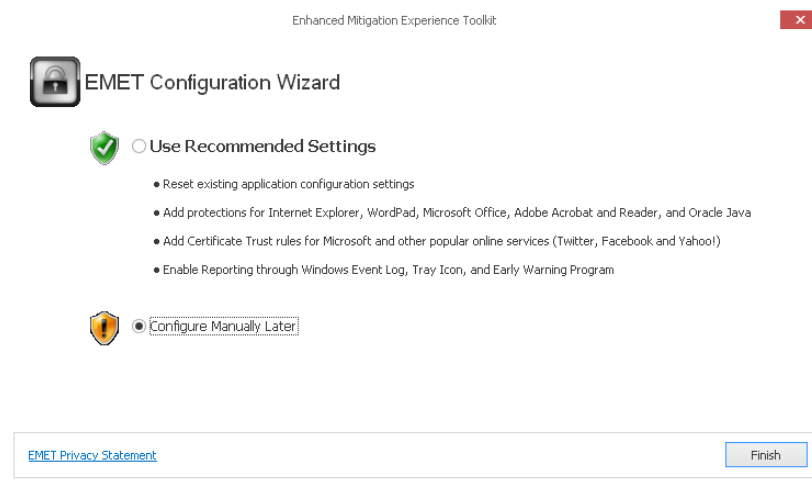 Enhanced Mitigation Experience Toolkit
EMET Configuration Wizard
Use Recommended Settings
• Reset existing application configuration settings
• Add protections for Internet Explorer, WordPad, Microsoft Office, Adobe Acrobat and Reader, and Oracle Java
• Add Certificate Trust rules for Microsoft and other popular online services (Twitter, Facebook and Yahoo!)
• Enable Reporting through Windows Event Log, Tray Icon, and Early Warning Program
Configure Manually Later
EMET Privacy Statement
Finish